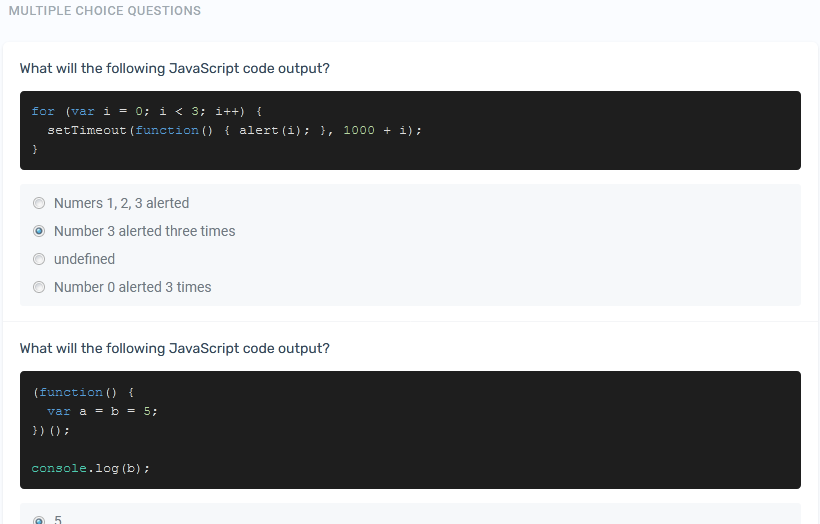 MULTIPLE CHOICE QUESTIONS
What will the following JavaScript code output?
for (var i = 0; i < 3; i++) {
  setTimeout(function() { alert(i); }, 1000 + i);
}
Numers 1, 2, 3 alerted
Number 3 alerted three times
undefined
Number 0 alerted 3 times
What will the following JavaScript code output?
(function() {
  var a = b = 5;
})();
console.log(b);
5